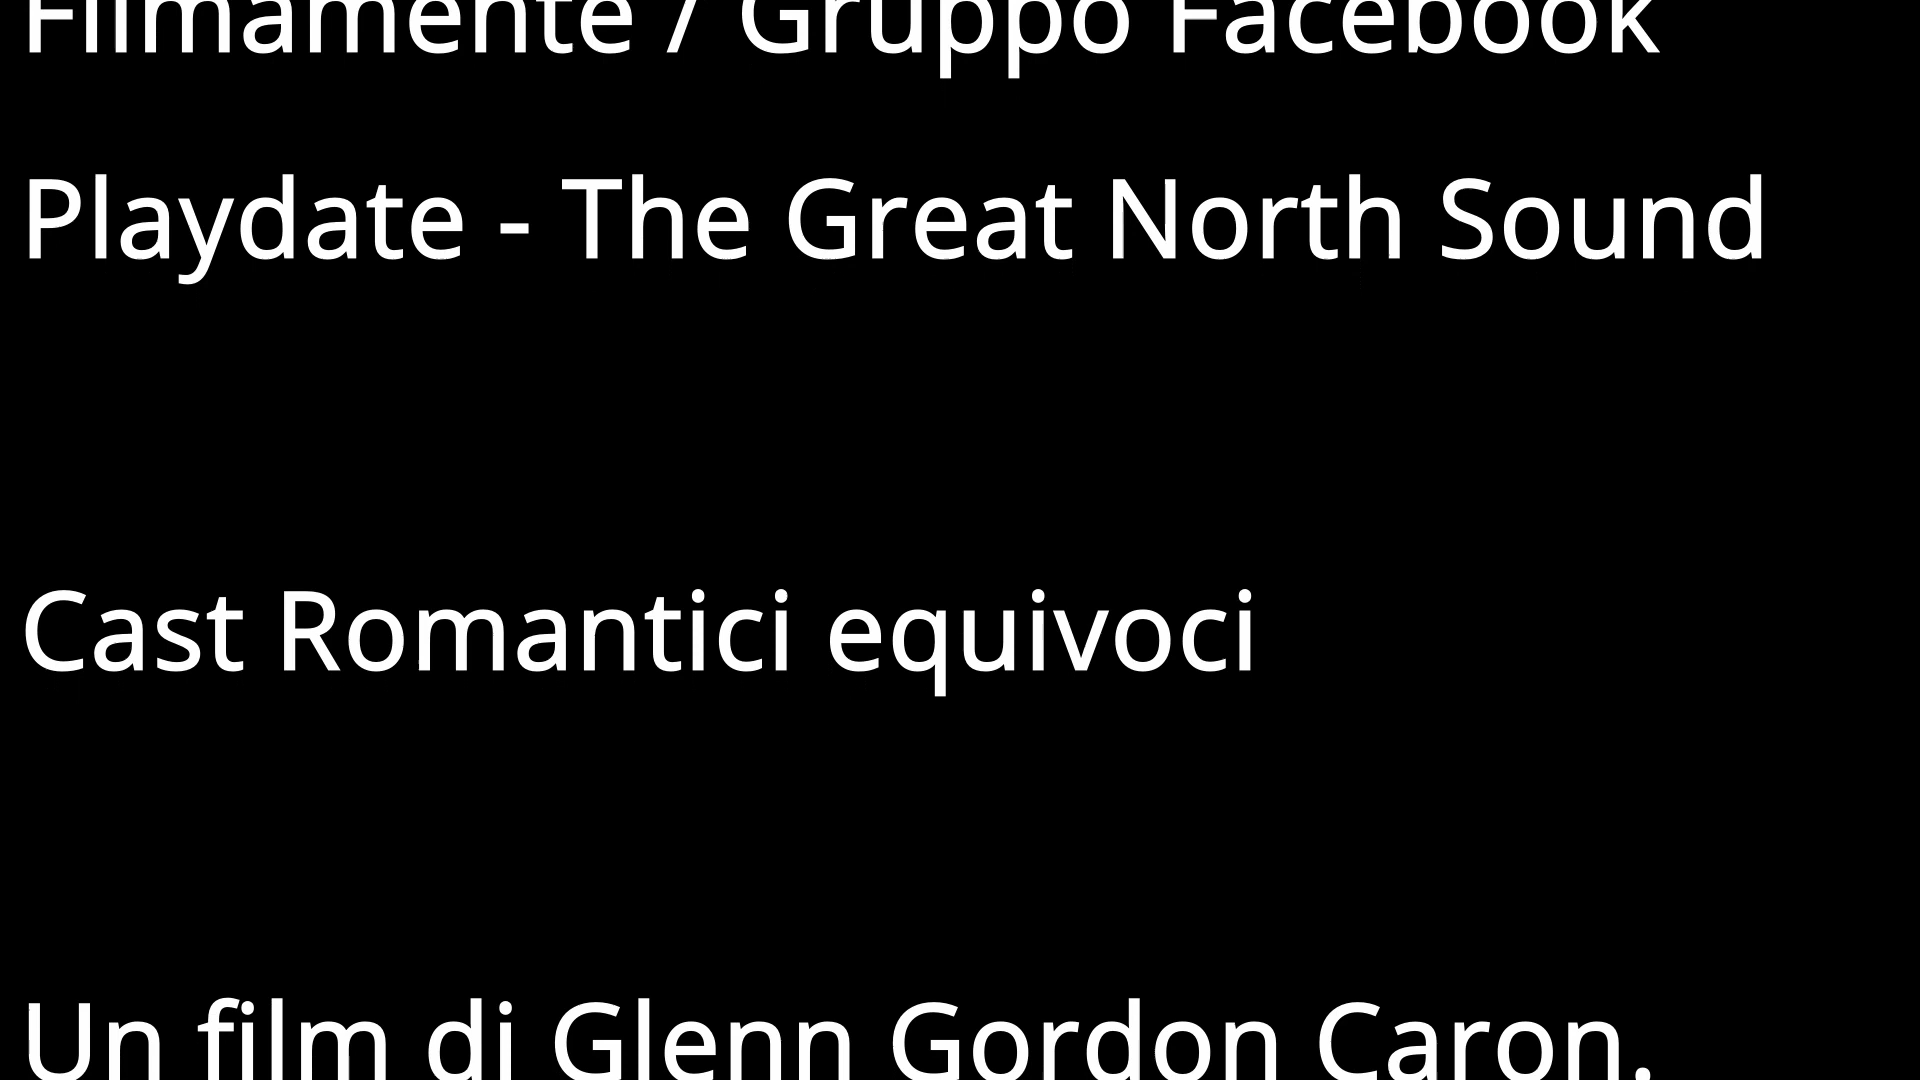 Filmamente / Gruppo Facebook
Playdate - The Great North Sound
Cast Romantici equivoci
Un film di Glenn Gordon Caron.